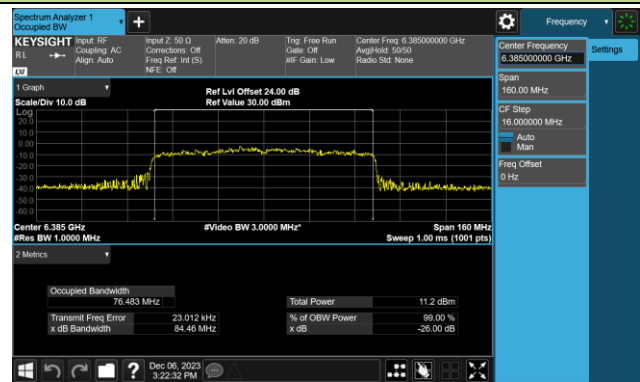 Spectrum Analyzer 1
Occupied BW
Frequency
KEYSIGHT
RL
LXI
Input: RF
Coupling: AC
Align: Auto
Input Z: 50 Ω
Corrections: Off
Freq Ref: Int (S)
NFE: Off
Atten: 20 dB
Trig: Free Run
Gate: Off
#IF Gain: Low
Center Freq: 6.385000000 GHz
Avg|Hold: 50/50
Radio Std: None
Center Frequency
6.385000000 GHz
Settings
Span
160.00 MHz
CF Step
16.000000 MHz
Auto
Man
Freq Offset
0 Hz
1 Graph
Scale/Div 10.0 dB
Ref Lvl Offset 24.00 dB
Ref Value 30.00 dBm
Log
20.0
10.0
0.00
-10.0
-20.0
-30.0
-40.0
-50.0
-60.0
Center 6.385 GHz
#Res BW 1.0000 MHz
#Video BW 3.0000 MHz*
Span 160 MHz
Sweep 1.00 ms (1001 pts)
2 Metrics
Occupied Bandwidth
76.483 MHz
Total Power 11.2 dBm
Transmit Freq Error 23.012 kHz
% of OBW Power 99.00 %
x dB Bandwidth 84.46 MHz
x dB -26.00 dB
?
Dec 06, 2023
3:22:32 PM